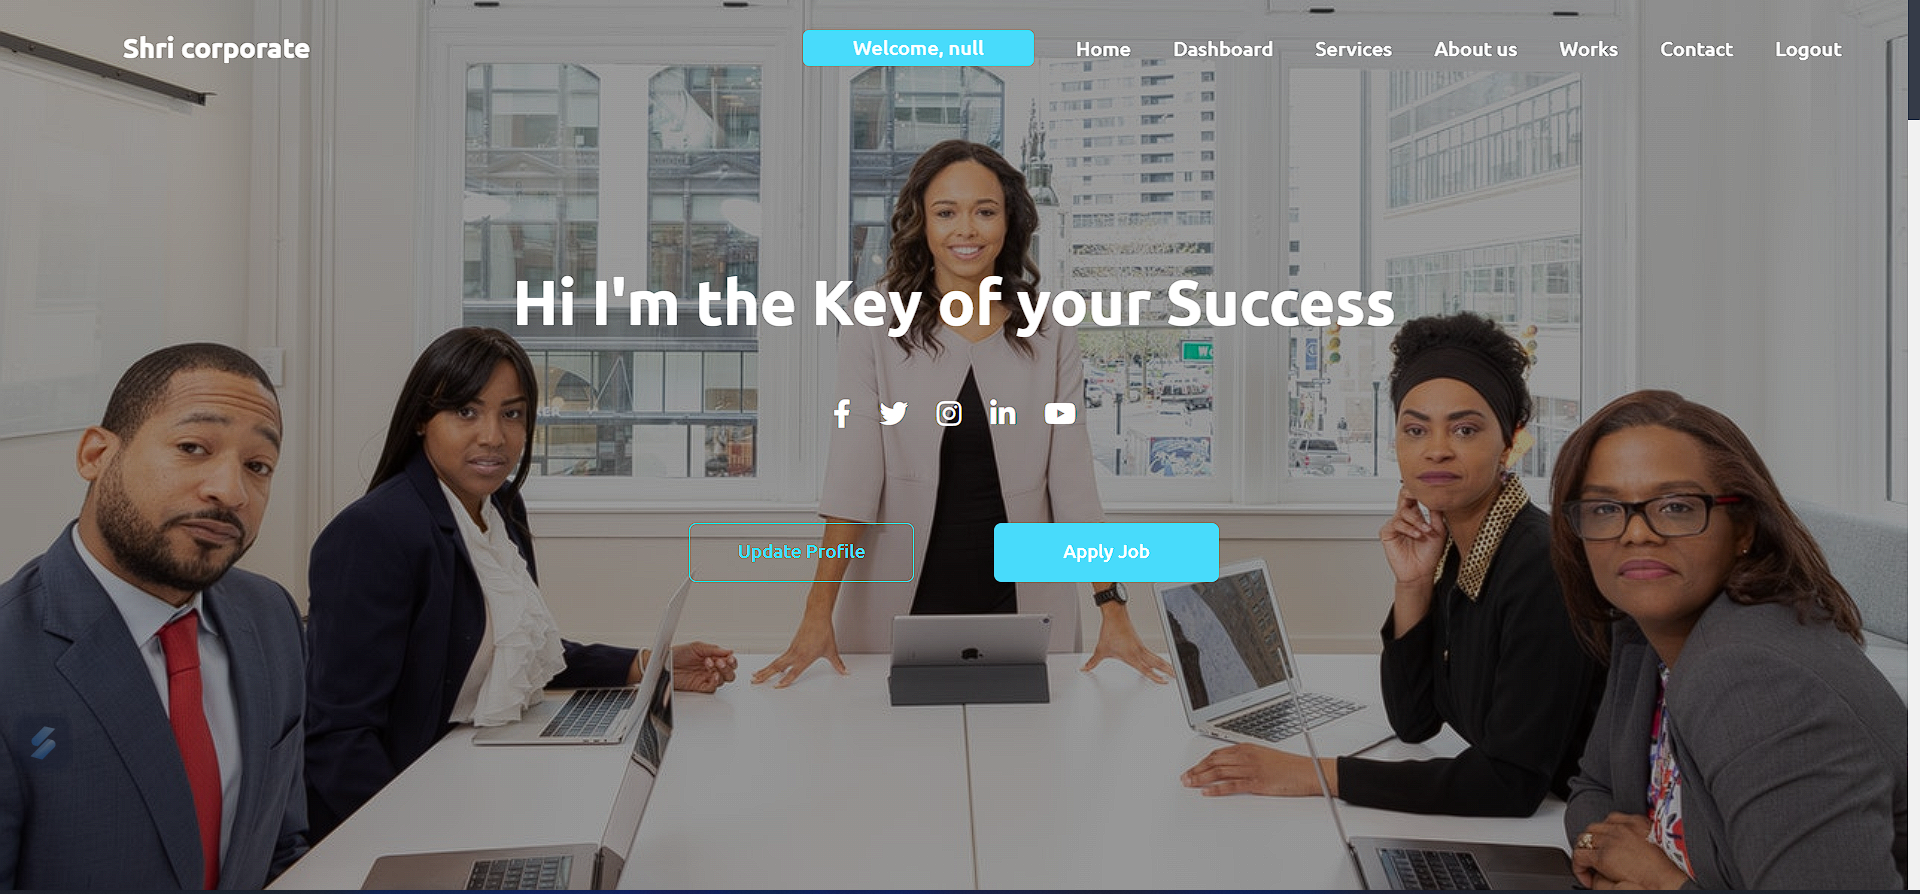 Shri corporate
Welcome, null
Home
Dashboard
Services
About us
Works
Contact
Logout
Hi I'm the Key of your Success
Update Profile
Apply Job